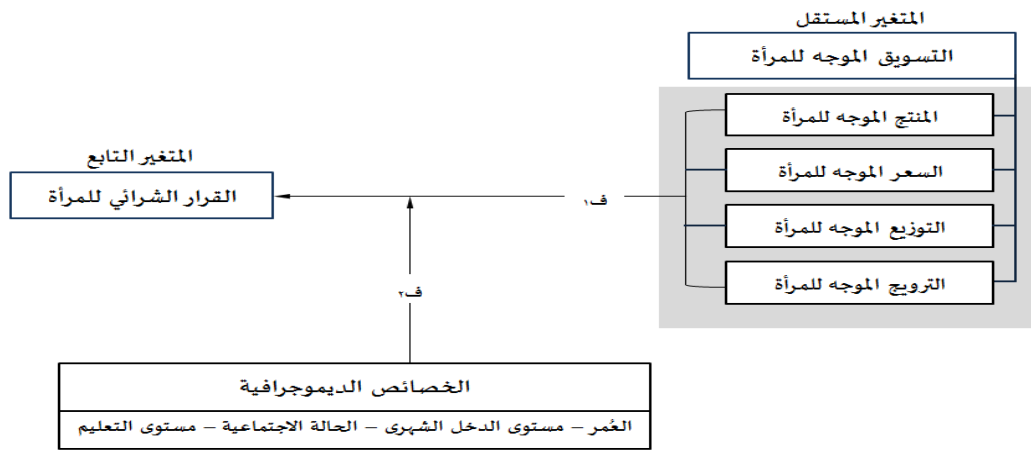 المتغير المستقل
التسويق الموجه للمرأة
المنتج الموجه للمرأة
السعر الموجه للمرأة
التوزيع الموجه للمرأة
الترويج الموجه للمرأة
ف١
المتغير التابع
القرار الشرائي للمرأة
ف٢
الخصائص الديموجرافية
العُمر – مستوى الدخل الشهرى – الحالة الاجتماعية – مستوى التعليم